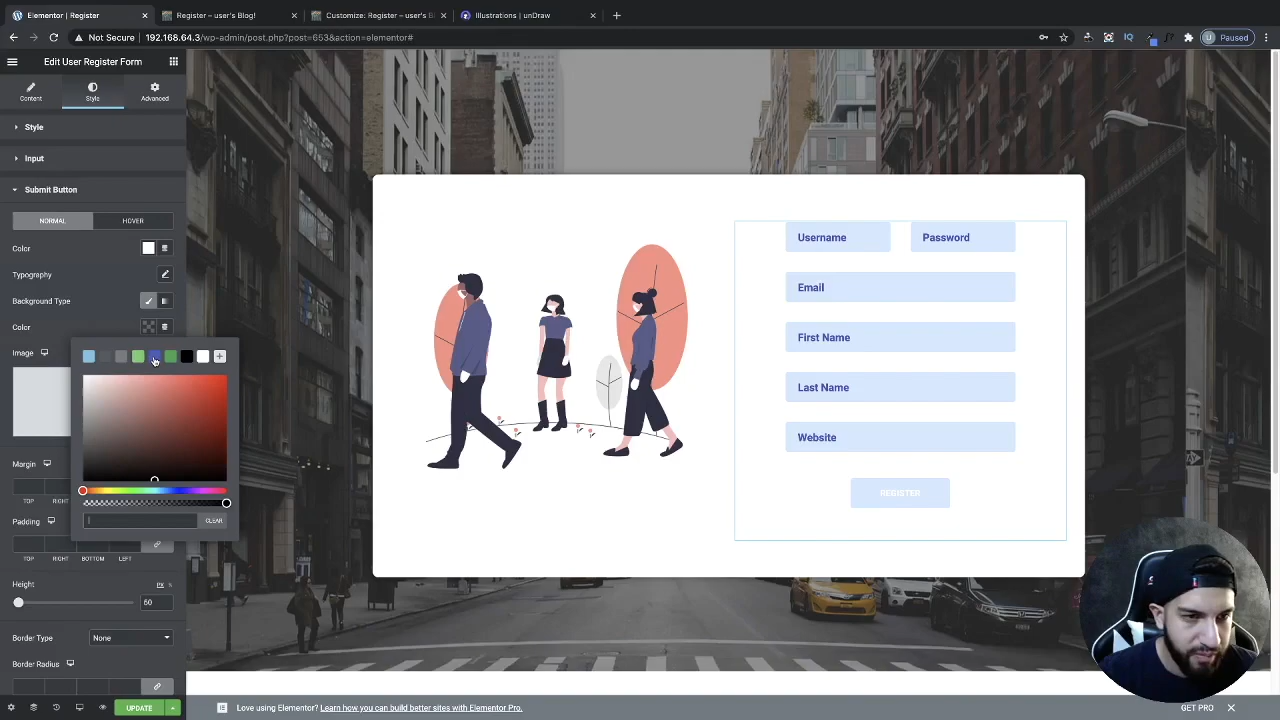 Elementor | Register
Register – user's Blog!
Customize: Register – user's B
Illustrations | unDraw
Not Secure | 192.168.64.3/wp-admin/post.php?post=653&action=elementor#
Paused
Edit User Register Form
Content
Style
Advanced
Style
Input
Submit Button
NORMAL
HOVER
Color
Typography
Background Type
Color
Image
CLEAR
Margin
TOP
RIGHT
Padding
TOP
RIGHT
BOTTOM
LEFT
Height
PX
%
50
Border Type
None
Border Radius
UPDATE
Username
Password
Email
First Name
Last Name
Website
REGISTER
Love using Elementor? Learn how you can build better sites with Elementor Pro.
GET PRO